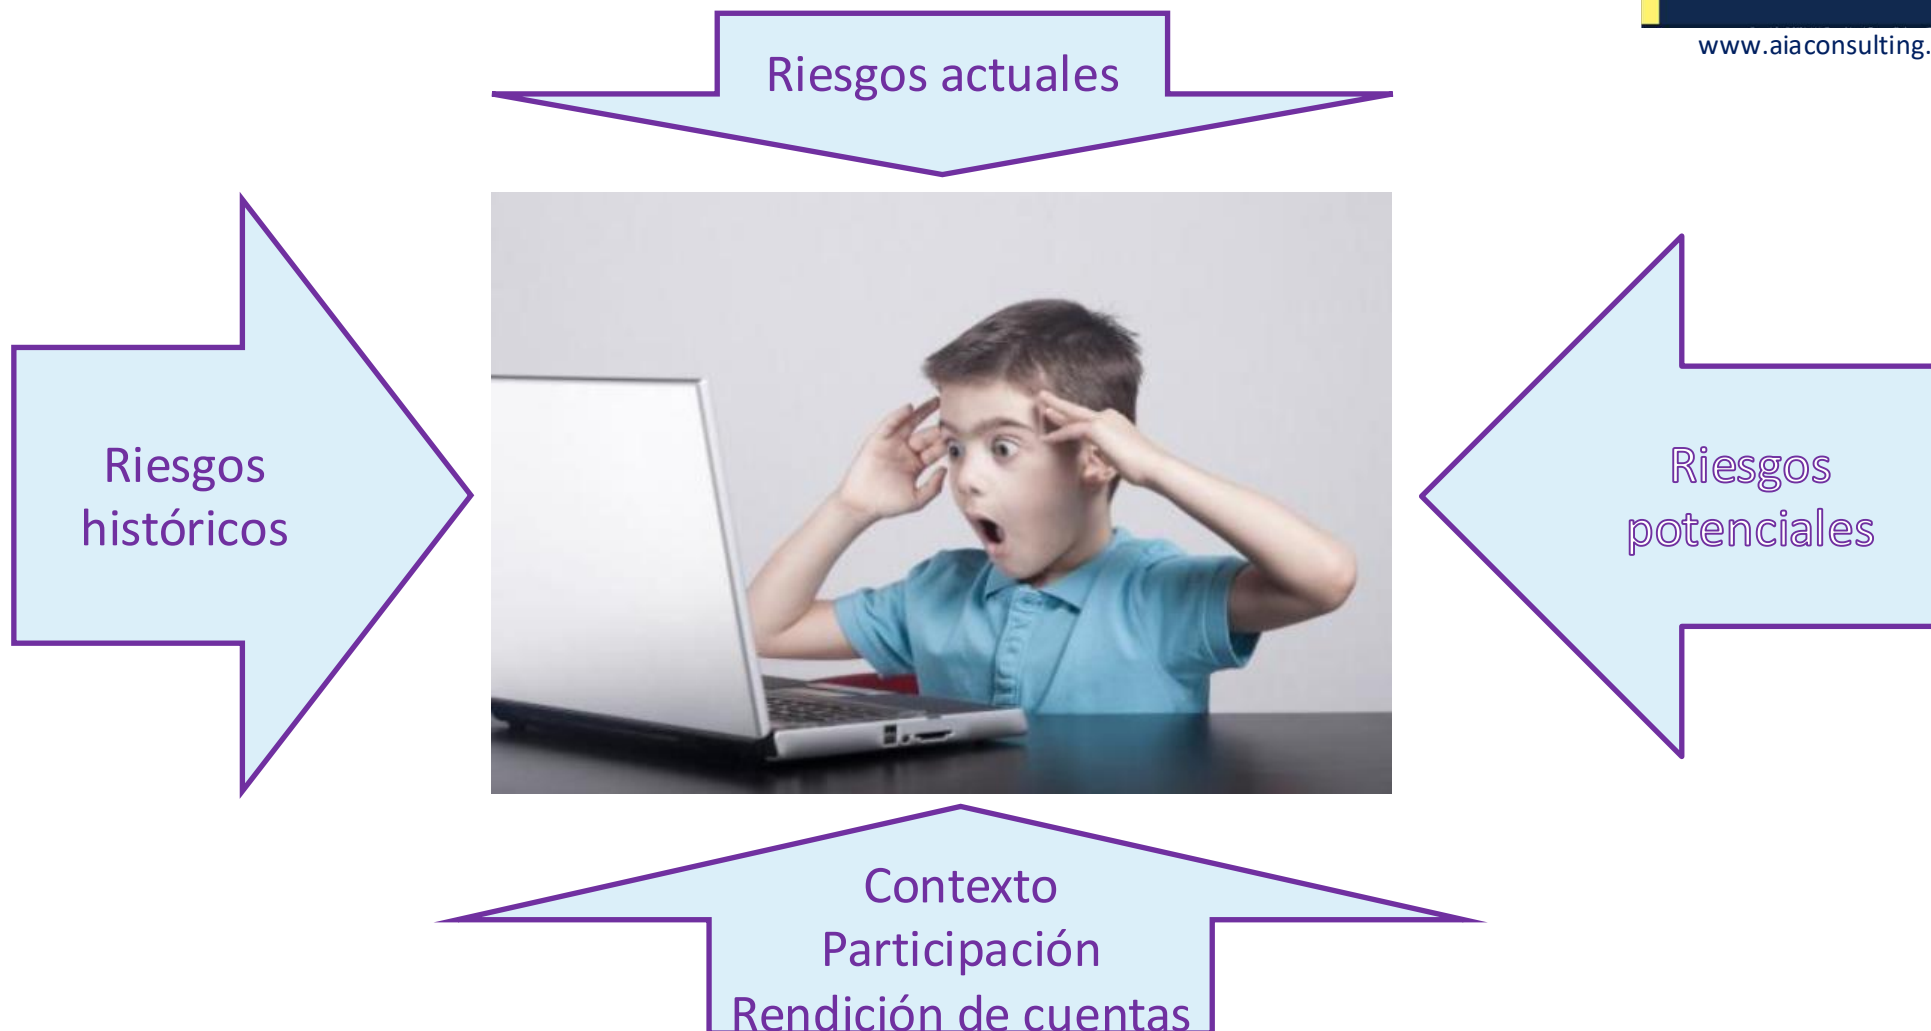 www.aiaconsulting.
Riesgos actuales
Riesgos
históricos
Riesgos
potenciales
Contexto
Participación
Rendición de cuentas